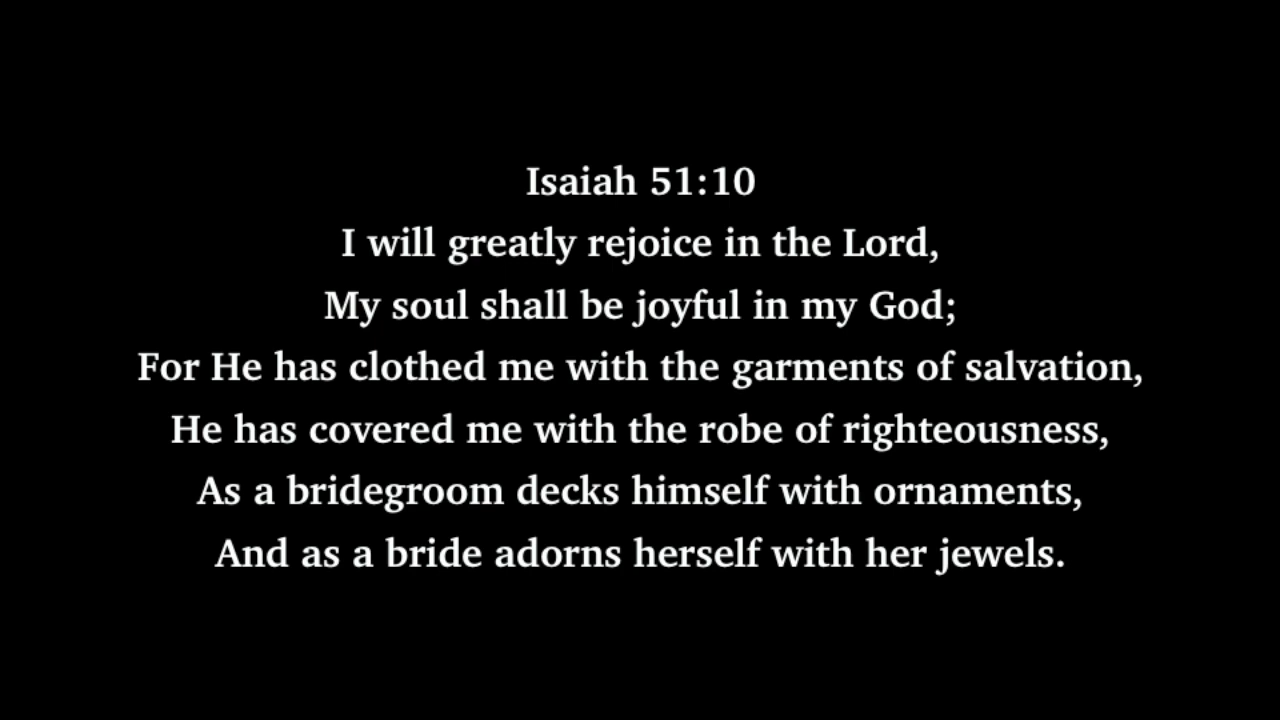 Isaiah 51:10
I will greatly rejoice in the Lord,
My soul shall be joyful in my God;
For He has clothed me with the garments of salvation,
He has covered me with the robe of righteousness,
As a bridegroom decks himself with ornaments,
And as a bride adorns herself with her jewels.